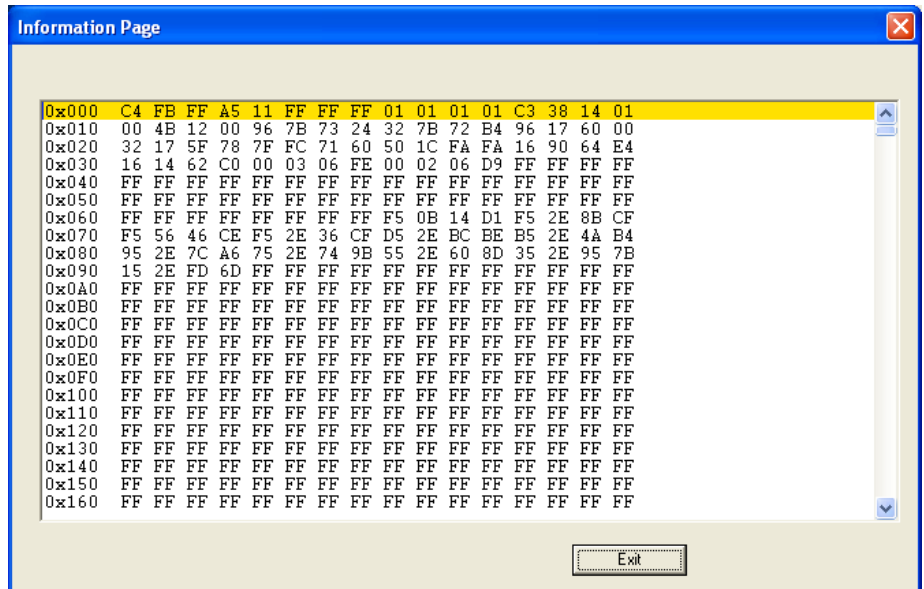 Information Page
0x000 C4 FB FF A5 11 FF FF FF 01 01 01 01 C3 38 14 01
0x010 00 4B 12 00 96 7B 73 24 32 7B 72 B4 96 17 60 00
0x020 32 17 5F 78 7F FC 71 60 50 1C FA FA 16 90 64 E4
0x030 16 14 62 C0 00 03 06 FE 00 02 06 D9 FF FF FF FF
0x040 FF FF FF FF FF FF FF FF FF FF FF FF FF FF FF FF
0x050 FF FF FF FF FF FF FF FF FF FF FF FF FF FF FF FF
0x060 FF FF FF FF FF FF FF FF F5 0B 14 D1 F5 2E 8B CF
0x070 F5 56 46 CE F5 2E 36 CF D5 2E BC BE B5 2E 4A B4
0x080 95 2E 7C A6 75 2E 74 9B 55 2E 60 8D 35 2E 95 7B
0x090 15 2E FD 6D FF FF FF FF FF FF FF FF FF FF FF FF
0x0A0 FF FF FF FF FF FF FF FF FF FF FF FF FF FF FF FF
0x0B0 FF FF FF FF FF FF FF FF FF FF FF FF FF FF FF FF
0x0C0 FF FF FF FF FF FF FF FF FF FF FF FF FF FF FF FF
0x0D0 FF FF FF FF FF FF FF FF FF FF FF FF FF FF FF FF
0x0E0 FF FF FF FF FF FF FF FF FF FF FF FF FF FF FF FF
0x0F0 FF FF FF FF FF FF FF FF FF FF FF FF FF FF FF FF
0x100 FF FF FF FF FF FF FF FF FF FF FF FF FF FF FF FF
0x110 FF FF FF FF FF FF FF FF FF FF FF FF FF FF FF FF
0x120 FF FF FF FF FF FF FF FF FF FF FF FF FF FF FF FF
0x130 FF FF FF FF FF FF FF FF FF FF FF FF FF FF FF FF
0x140 FF FF FF FF FF FF FF FF FF FF FF FF FF FF FF FF
0x150 FF FF FF FF FF FF FF FF FF FF FF FF FF FF FF FF
0x160 FF FF FF FF FF FF FF FF FF FF FF FF FF FF FF FF
Exit